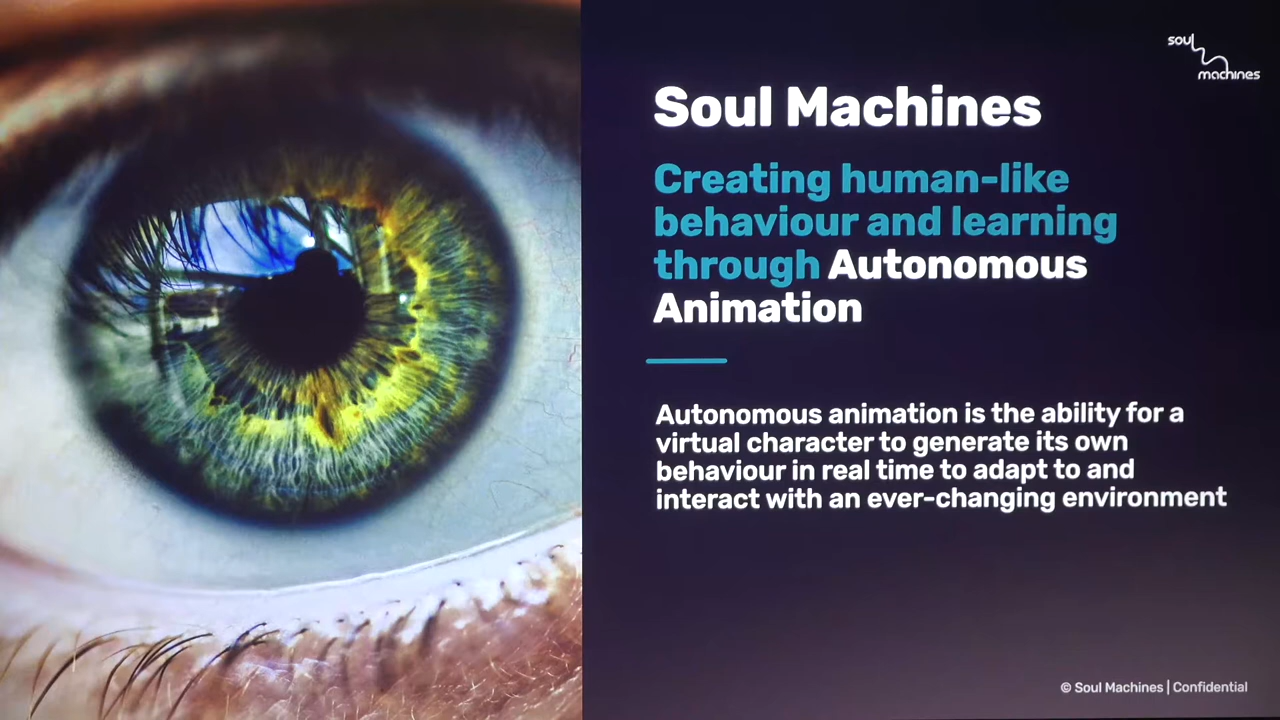 soul
machines
Soul Machines
Creating human-like
behaviour and learning
through Autonomous
Animation
Autonomous animation is the ability for a
virtual character to generate its own
behaviour in real time to adapt to and
interact with an ever-changing environment
© Soul Machines | Confidential